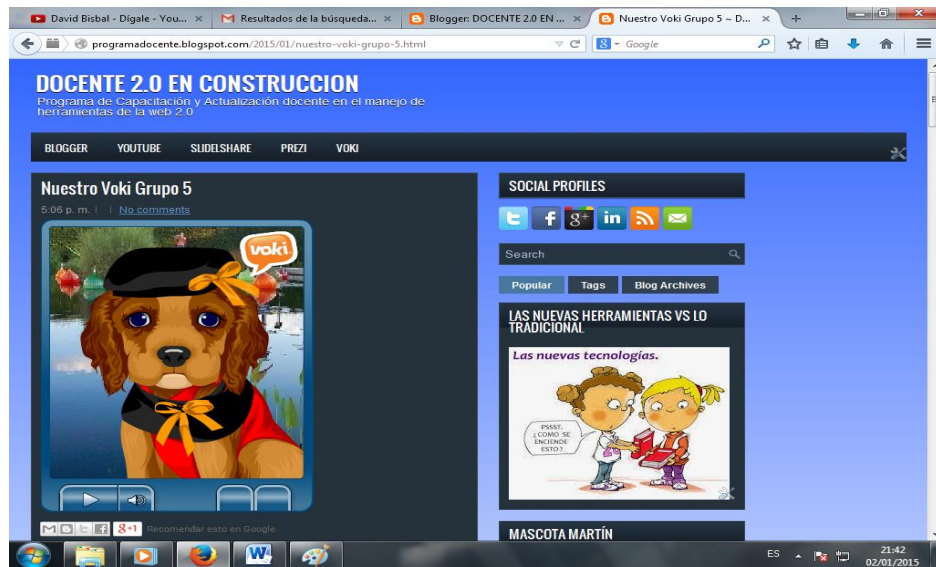 David Bisbal - Dígale - You...
Resultados de la búsqueda...
Blogger: DOCENTE 2.0 EN ...
Nuestro Voki Grupo 5 ~ D...
programadocente.blogspot.com/2015/01/nuestro-voki-grupo-5.html
Google
DOCENTE 2.0 EN CONSTRUCCION
Programa de Capacitación y Actualización docente en el manejo de
herramientas de la web 2.0
BLOGGER YOUTUBE SLIDELSHARE PREZI VOKI
Nuestro Voki Grupo 5
5:06 p. m. | | No comments
voki
Recomendar esto en Google
SOCIAL PROFILES
Search
Popular Tags Blog Archives
LAS NUEVAS HERRAMIENTAS VS LO
TRADICIONAL
Las nuevas tecnologías.
PSSST.
¿COMO SE
ENCIENDE
ESTO?
MASCOTA MARTÍN
ES
21:42
02/01/2015